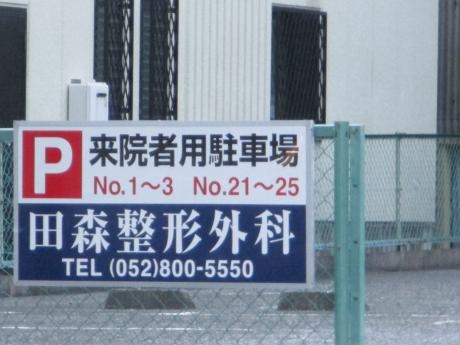 P 来院者用駐車場
No.1～3 No.21～25
田森整形外科
TEL (052)800-5550